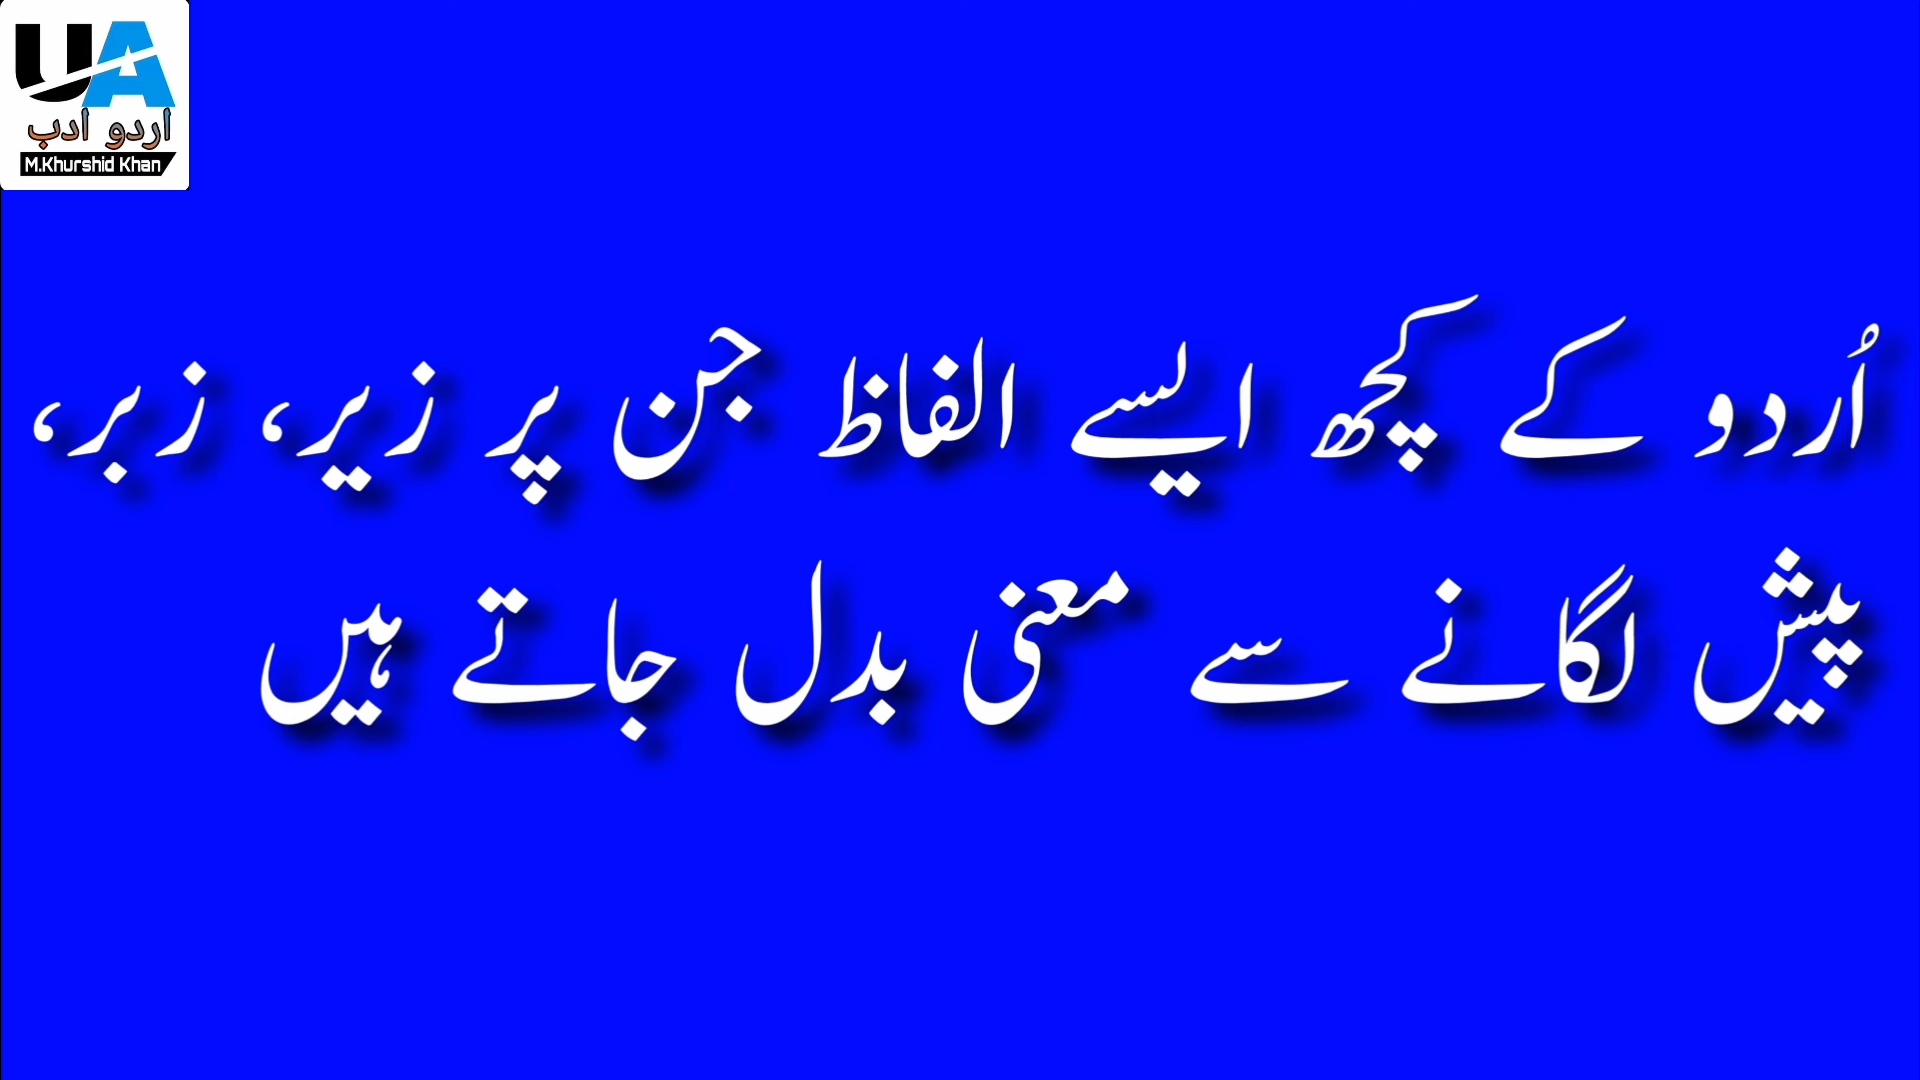 UA
اردو ادب
M.Khurshid Khan
اُردو کے کچھ ایسے الفاظ جن پر زیر، زبر،
پیش لگانے سے معنی بدل جاتے ہیں